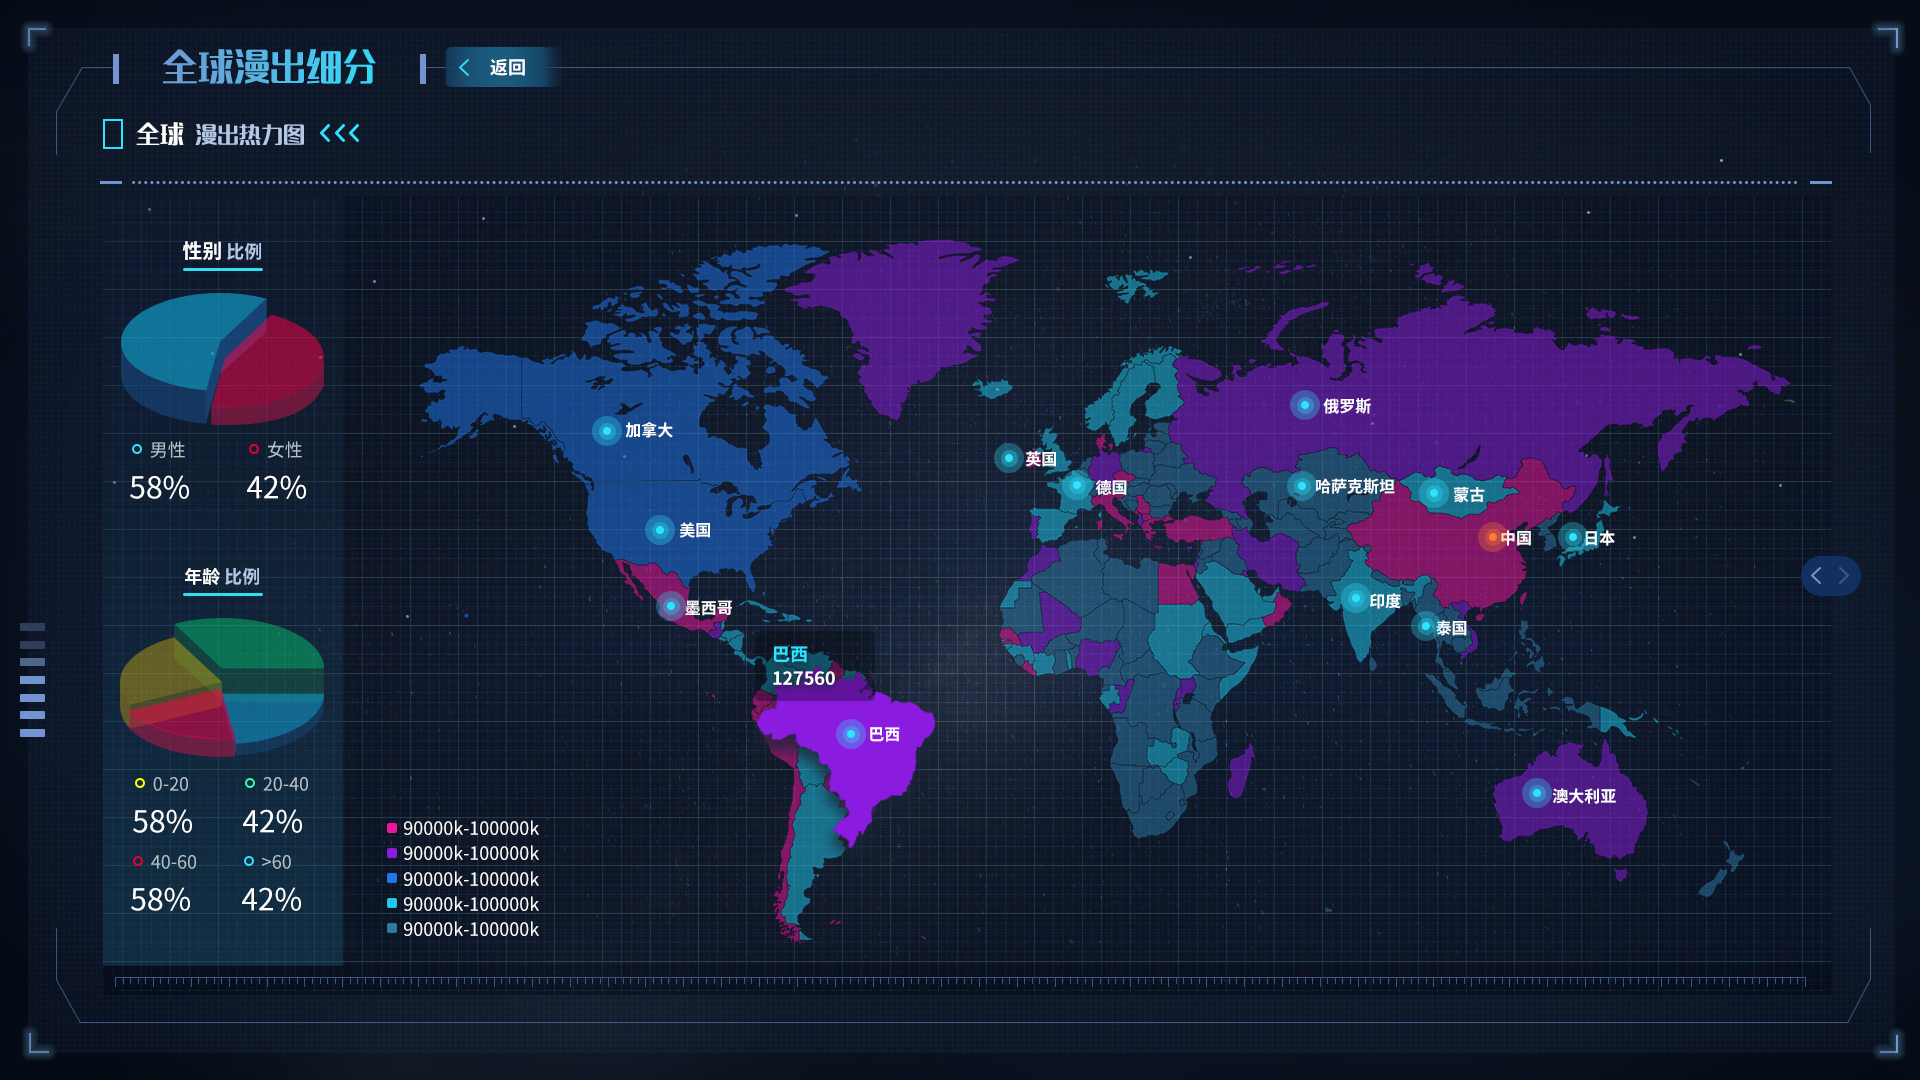 全球漫出细分
返回
全球 漫出热力图
性别 比例
男性
女性
58%
42%
年龄 比例
0-20
20-40
58%
42%
40-60
>60
58%
42%
90000k-100000k
90000k-100000k
90000k-100000k
90000k-100000k
90000k-100000k
加拿大
美国
墨西哥
巴西
127560
巴西
俄罗斯
英国
德国
哈萨克斯坦
蒙古
中国
日本
印度
泰国
澳大利亚